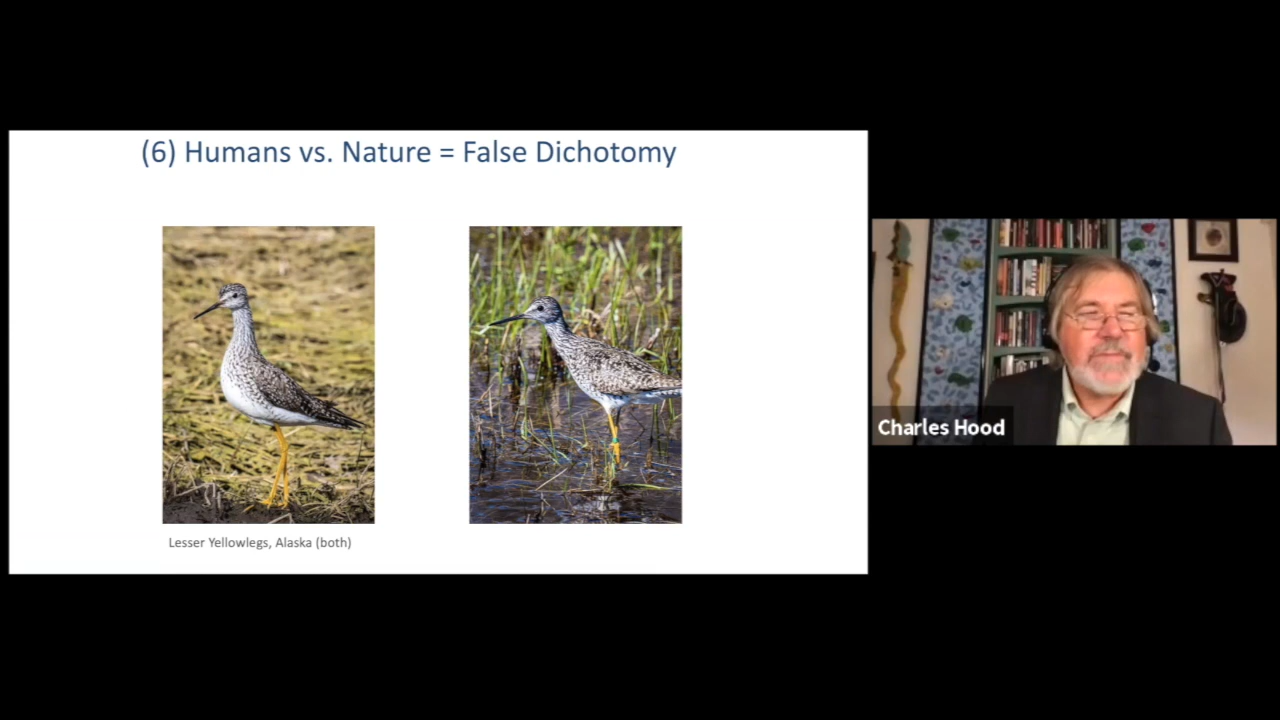 (6) Humans vs. Nature = False Dichotomy
Lesser Yellowlegs, Alaska (both)
Charles Hood